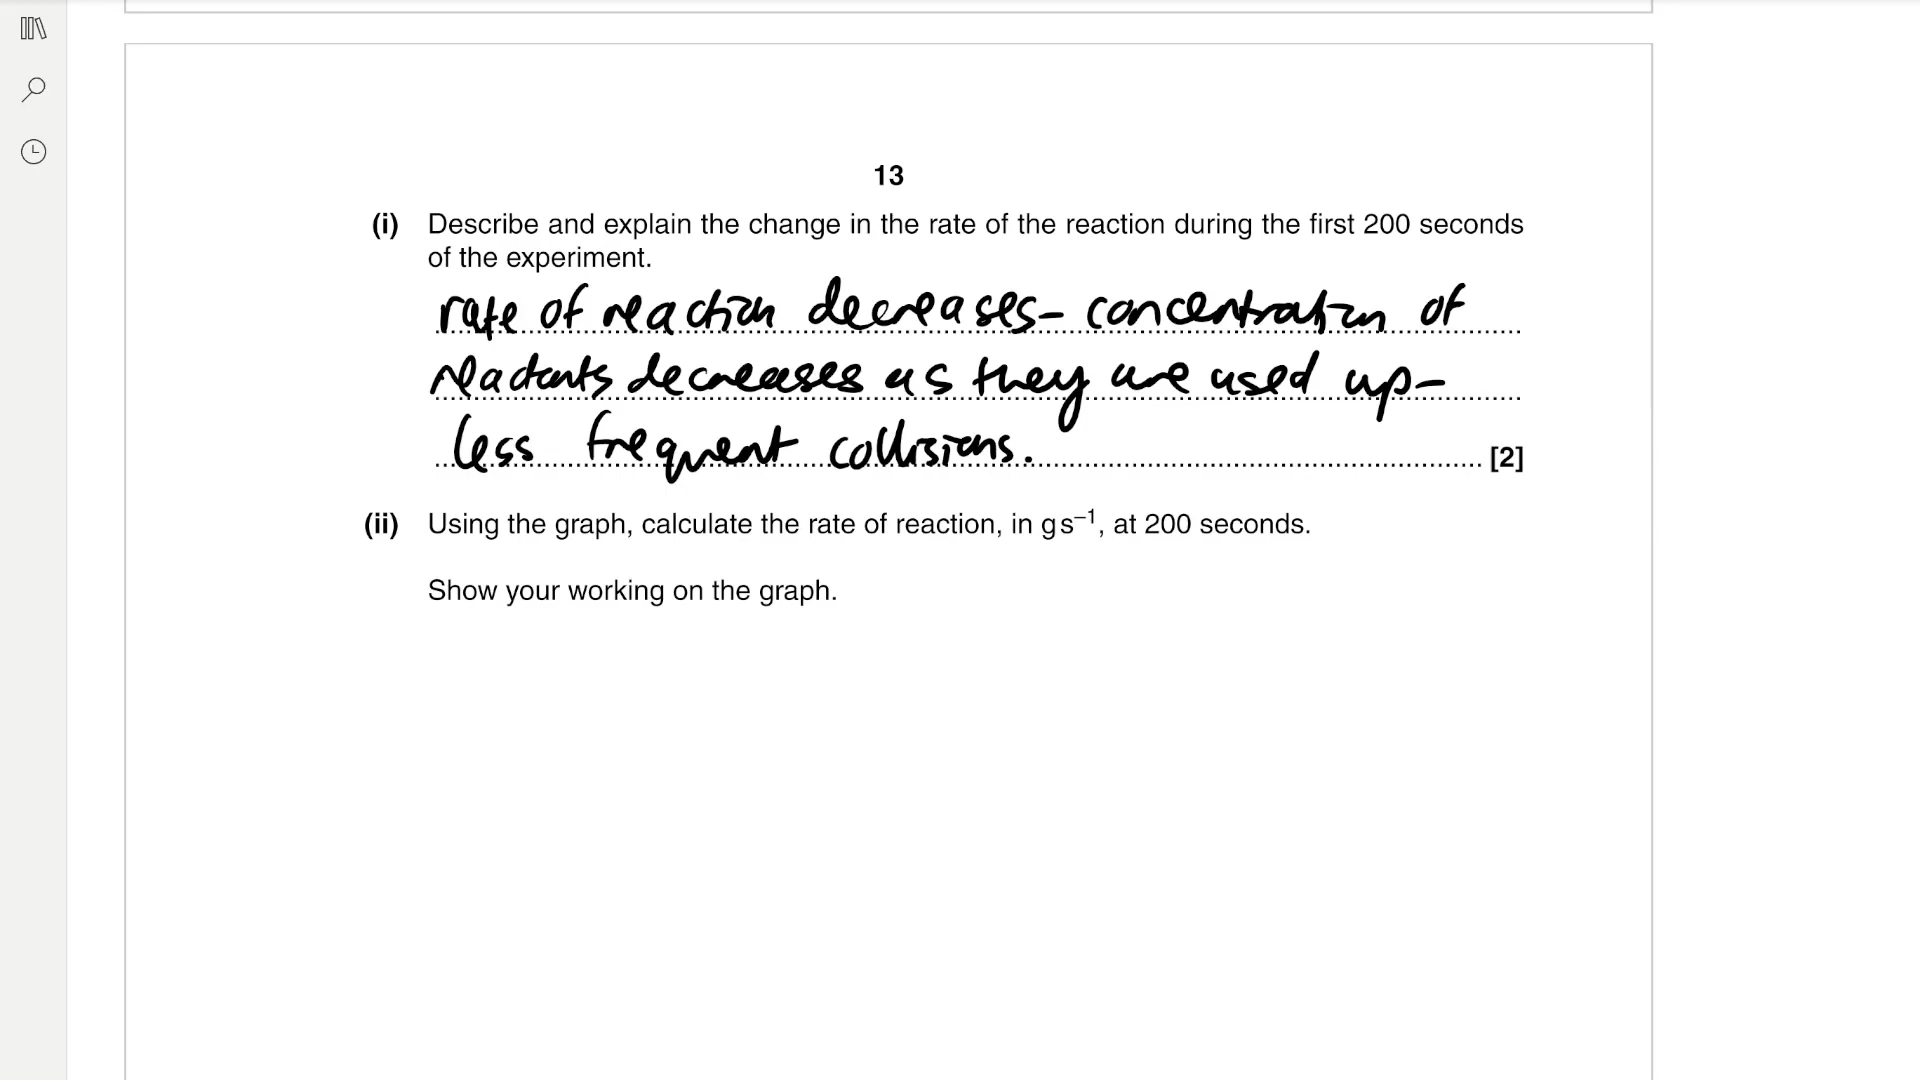 13
(i) Describe and explain the change in the rate of the reaction during the first 200 seconds
of the experiment.
rate of reaction decreases- concentration of
reactants decreases as they are used up-
less frequent collisions.
[2]
(ii) Using the graph, calculate the rate of reaction, in g s⁻¹, at 200 seconds.
Show your working on the graph.